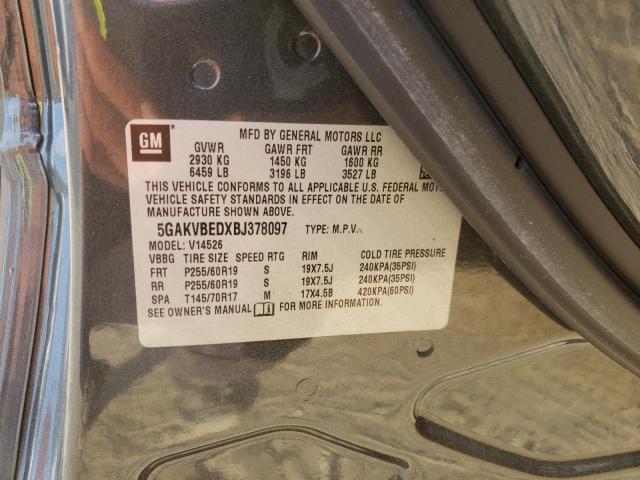 GM
MFD BY GENERAL MOTORS LLC
GVWR GAWR FRT GAWR RR
2930 KG 1450 KG 1600 KG
6459 LB 3196 LB 3527 LB
THIS VEHICLE CONFORMS TO ALL APPLICABLE U.S. FEDERAL
VEHICLE SAFETY STANDARDS IN EFFECT ON THE DATE OF
MANUFACTURE SHOWN ABOVE.
5GAKVBEDXBJ378097 TYPE: M.P.V.
MODEL: V14526
VBBG TIRE SIZE SPEED RTG RIM COLD TIRE PRESSURE
FRT P255/60R19 S 19X7.5J 240KPA(35PSI)
RR P255/60R19 S 19X7.5J 240KPA(35PSI)
SPA T145/70R17 M 17X4.5B 420KPA(60PSI)
SEE OWNER'S MANUAL FOR MORE INFORMATION.